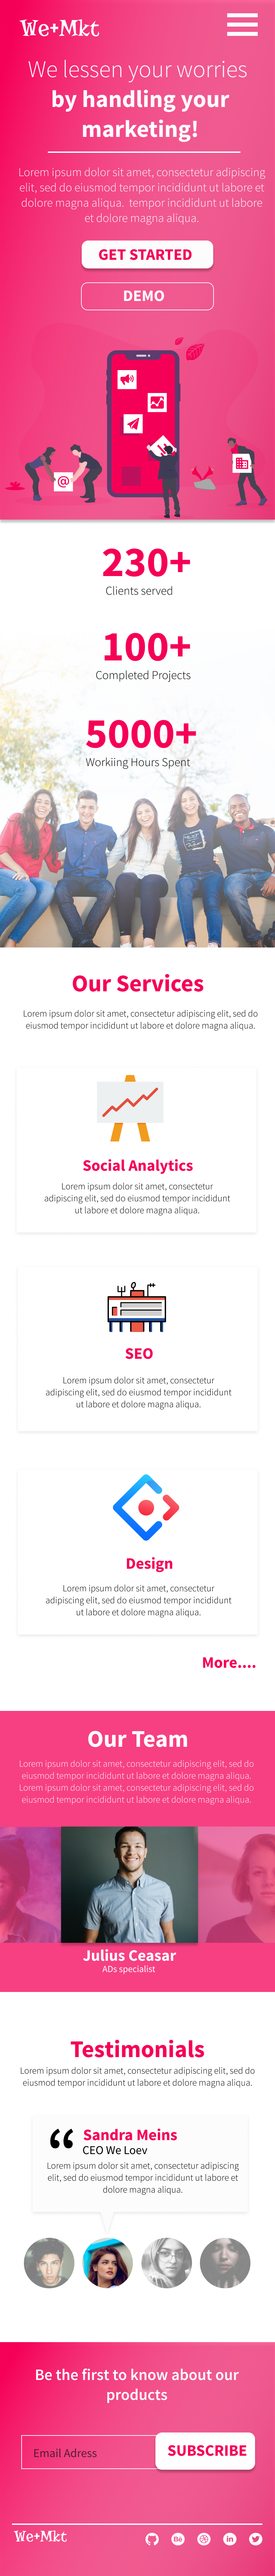 We+Mkt
We lessen your worries
by handling your
marketing!
Lorem ipsum dolor sit amet, consectetur adipiscing
elit, sed do eiusmod tempor incididunt ut labore et
dolore magna aliqua.  tempor incididunt ut labore
et dolore magna aliqua.
GET STARTED
DEMO
@
230+
Clients served
100+
Completed Projects
5000+
Workiing Hours Spent
Our Services
Lorem ipsum dolor sit amet, consectetur adipiscing elit, sed do
eiusmod tempor incididunt ut labore et dolore magna aliqua.
Social Analytics
Lorem ipsum dolor sit amet, consectetur
adipiscing elit, sed do eiusmod tempor incididunt
ut labore et dolore magna aliqua.
SEO
Lorem ipsum dolor sit amet, consectetur
adipiscing elit, sed do eiusmod tempor incididunt
ut labore et dolore magna aliqua.
Design
Lorem ipsum dolor sit amet, consectetur
adipiscing elit, sed do eiusmod tempor incididunt
ut labore et dolore magna aliqua.
More....
Our Team
Lorem ipsum dolor sit amet, consectetur adipiscing elit, sed do
eiusmod tempor incididunt ut labore et dolore magna aliqua.
Lorem ipsum dolor sit amet, consectetur adipiscing elit, sed do
eiusmod tempor incididunt ut labore et dolore magna aliqua.
Julius Ceasar
ADs specialist
Testimonials
Lorem ipsum dolor sit amet, consectetur adipiscing elit, sed do
eiusmod tempor incididunt ut labore et dolore magna aliqua.
“ Sandra Meins
CEO We Loev
Lorem ipsum dolor sit amet, consectetur adipiscing
elit, sed do eiusmod tempor incididunt ut labore et
dolore magna aliqua.
Be the first to know about our
products
Email Adress
SUBSCRIBE
We+Mkt